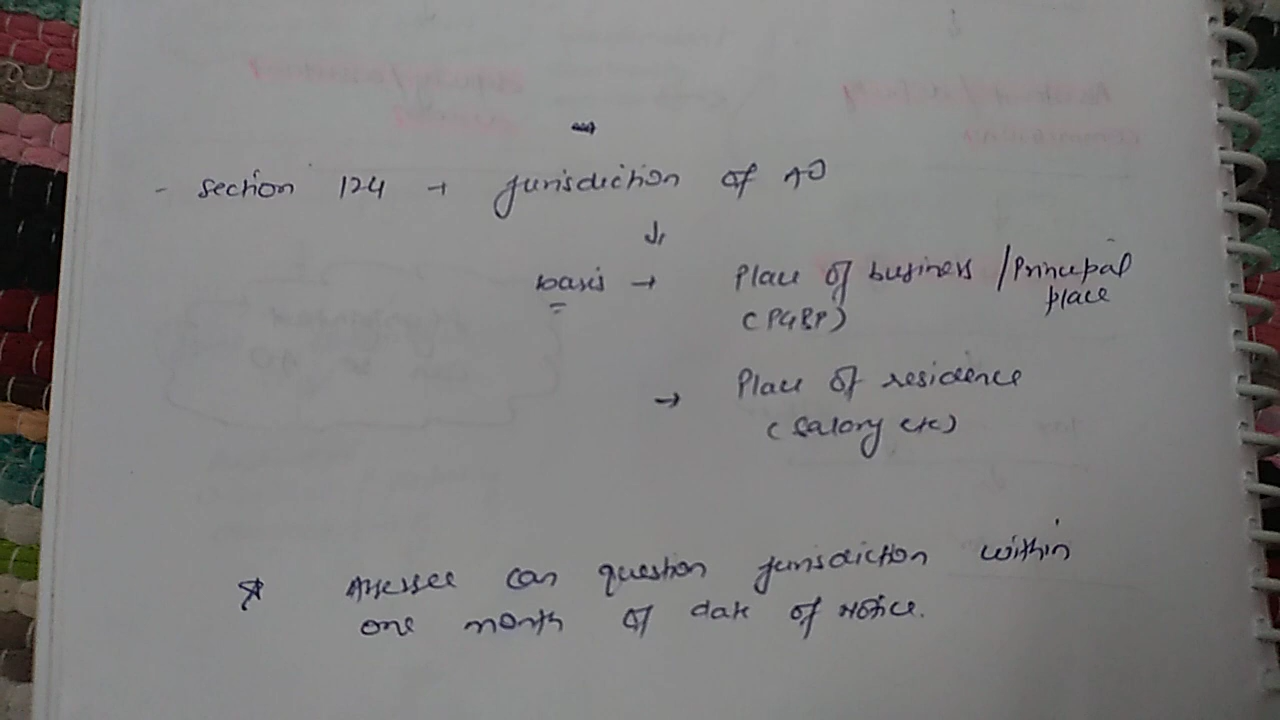 - Section 124 → Jurisdiction of AO
↓
basis → Place of business / Principal place
(PGBP)
→ Place of residence
(salary etc)
* Assessee can question jurisdiction within
one month of date of notice.